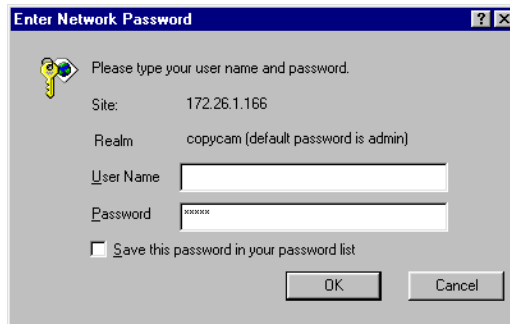 Enter Network Password
Please type your user name and password.
Site: 172.26.1.166
Realm copycam (default password is admin)
User Name
Password xxxxx
Save this password in your password list
OK Cancel